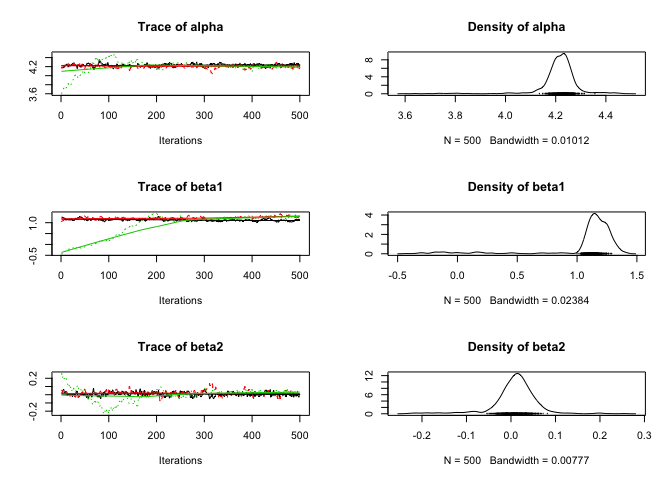 Trace of alpha
3.6 4.2
0 100 200 300 400 500
Iterations
Density of alpha
0 4 8
3.6 3.8 4.0 4.2 4.4
N = 500 Bandwidth = 0.01012
Trace of beta1
-0.5 1.0
0 100 200 300 400 500
Iterations
Density of beta1
0 2 4
-0.5 0.0 0.5 1.0 1.5
N = 500 Bandwidth = 0.02384
Trace of beta2
-0.2 0.2
0 100 200 300 400 500
Iterations
Density of beta2
0 4 8 12
-0.2 -0.1 0.0 0.1 0.2 0.3
N = 500 Bandwidth = 0.00777